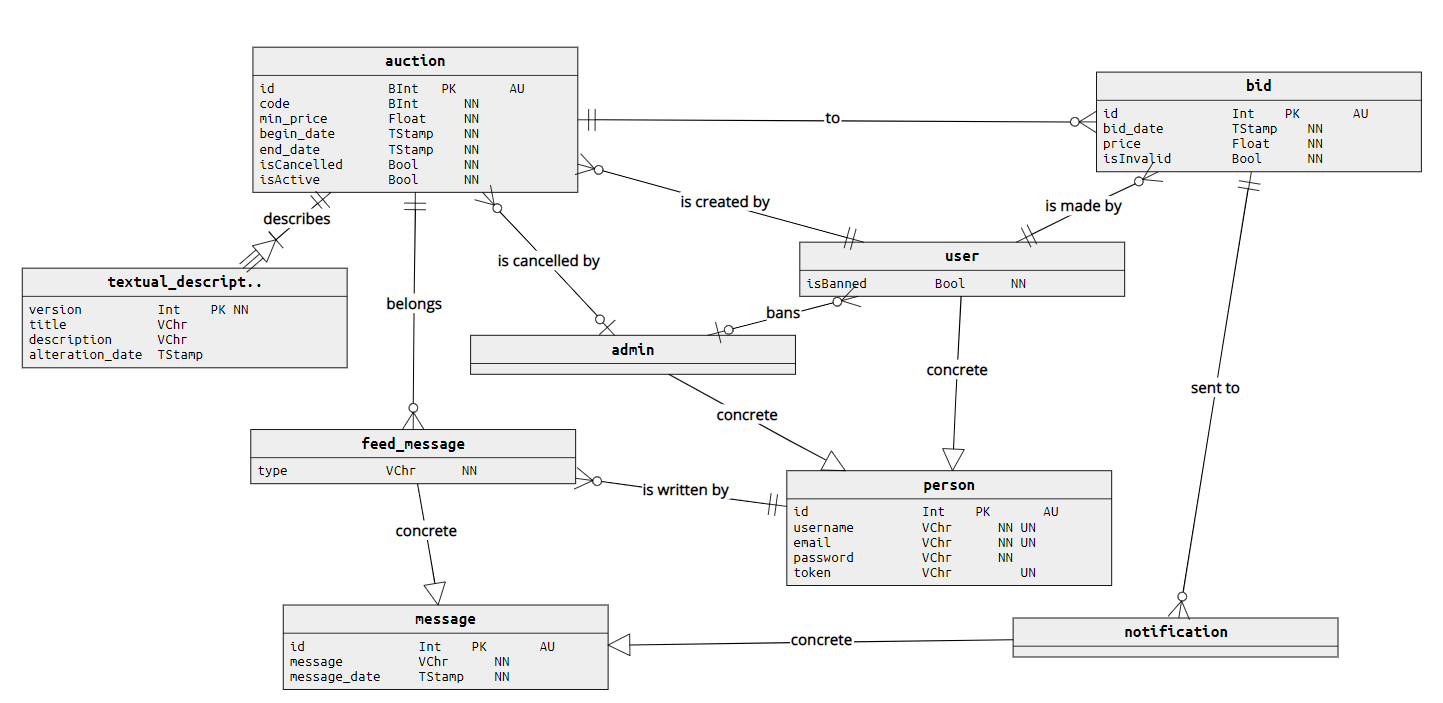 auction
id BInt PK AU
code BInt NN
min_price Float NN
begin_date TStamp NN
end_date TStamp NN
isCancelled Bool NN
isActive Bool NN
bid
id Int PK AU
bid_date TStamp NN
price Float NN
isInvalid Bool NN
to
is created by
is made by
describes
is cancelled by
belongs
user
isBanned Bool NN
textual_descript..
version Int PK NN
title VChr
description VChr
alteration_date TStamp
bans
admin
concrete
concrete
sent to
feed_message
type VChr NN
is written by
person
id Int PK AU
username VChr NN UN
email VChr NN UN
password VChr NN
token VChr UN
concrete
message
id Int PK AU
message VChr NN
message_date TStamp NN
concrete
notification